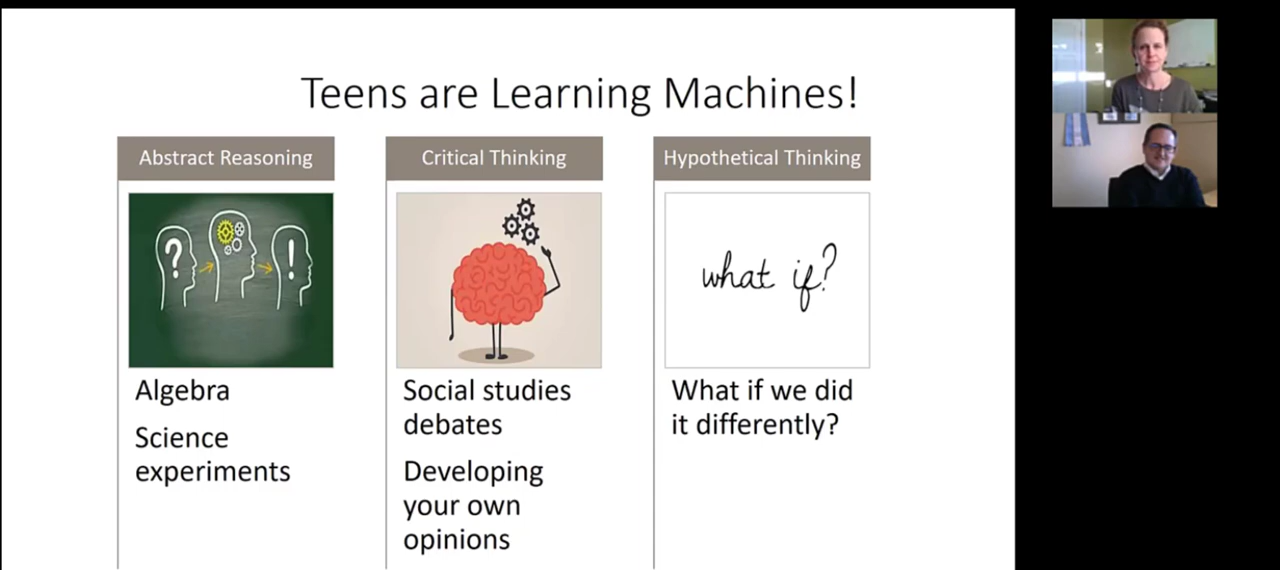 Teens are Learning Machines!
Abstract Reasoning
?
!
Algebra
Science
experiments
Critical Thinking
Social studies
debates
Developing
your own
opinions
Hypothetical Thinking
what if?
What if we did
it differently?